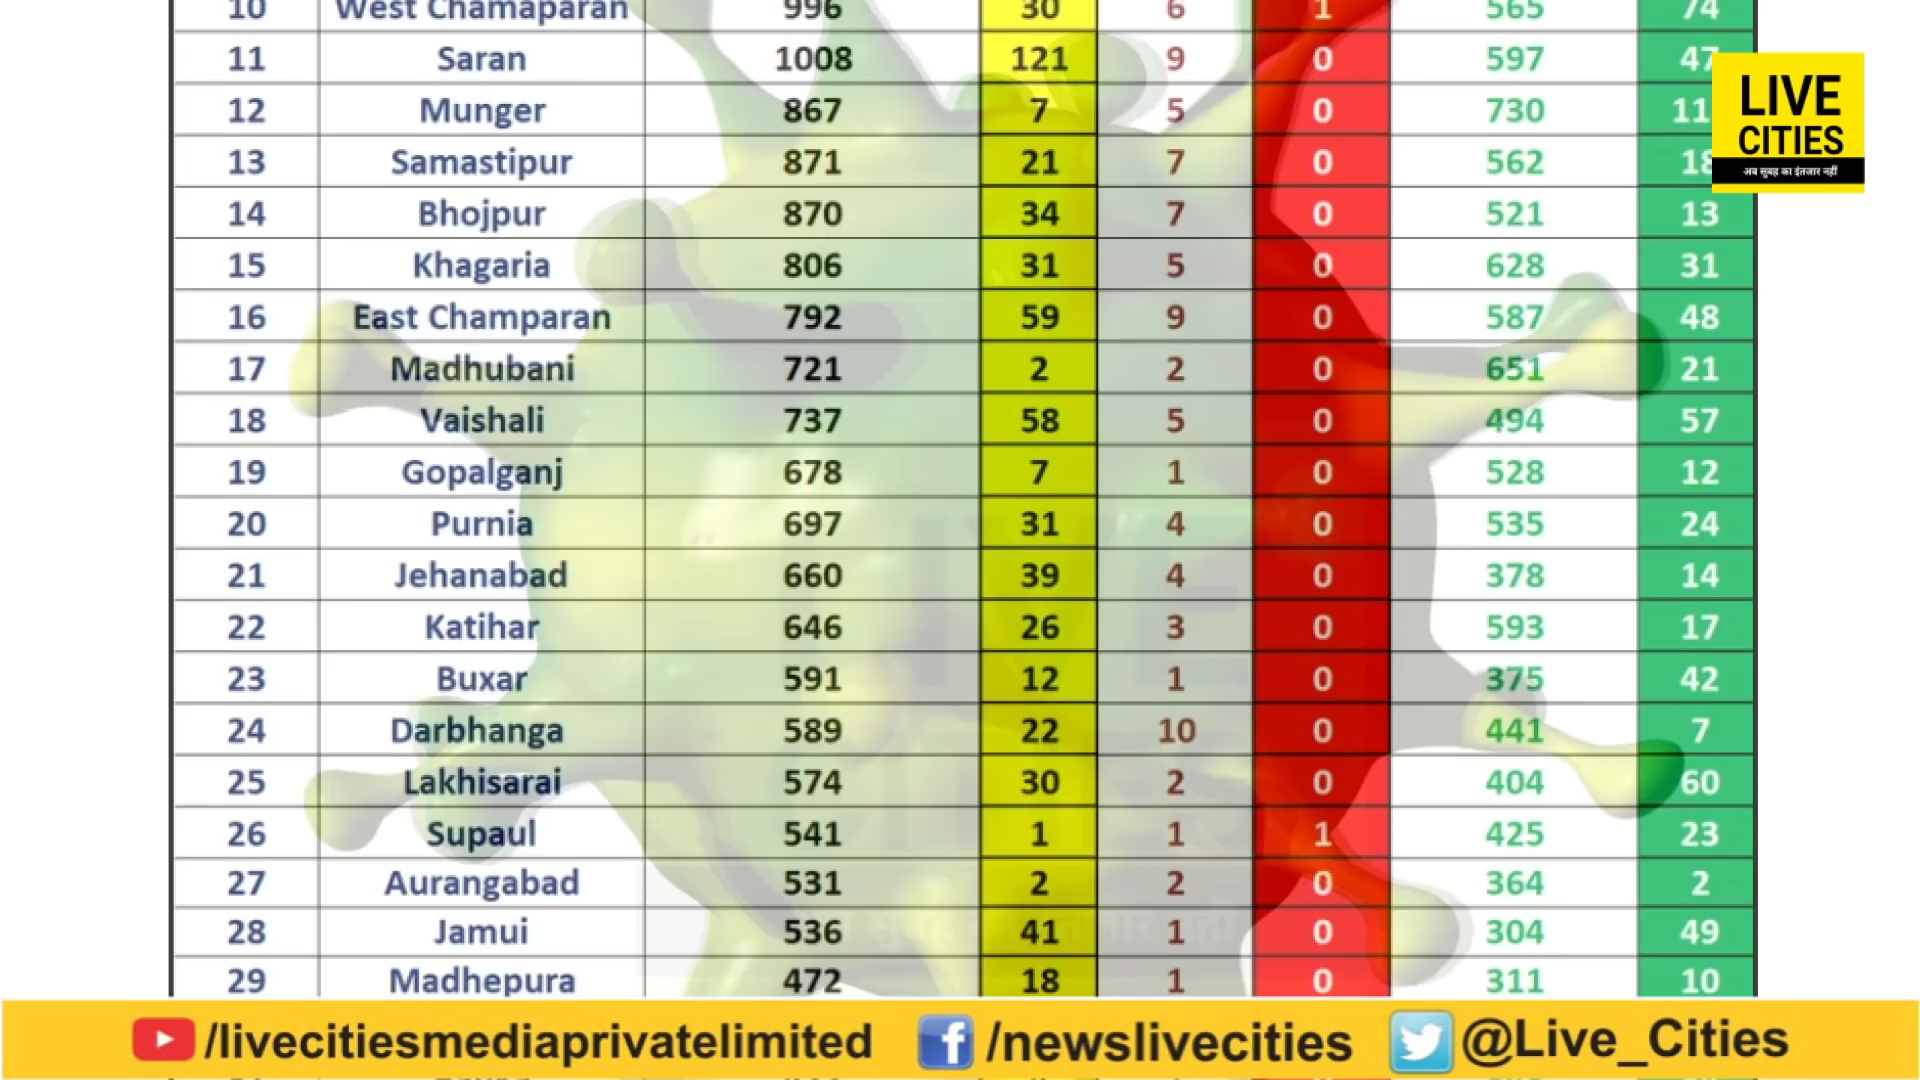 10 West Chamaparan 996 30 6 1 565 74
11 Saran 1008 121 9 0 597 47
12 Munger 867 7 5 0 730 11
13 Samastipur 871 21 7 0 562 18
14 Bhojpur 870 34 7 0 521 13
15 Khagaria 806 31 5 0 628 31
16 East Champaran 792 59 9 0 587 48
17 Madhubani 721 2 2 0 651 21
18 Vaishali 737 58 5 0 494 57
19 Gopalganj 678 7 1 0 528 12
20 Purnia 697 31 4 0 535 24
21 Jehanabad 660 39 4 0 378 14
22 Katihar 646 26 3 0 593 17
23 Buxar 591 12 1 0 375 42
24 Darbhanga 589 22 10 0 441 7
25 Lakhisarai 574 30 2 0 404 60
26 Supaul 541 1 1 1 425 23
27 Aurangabad 531 2 2 0 364 2
28 Jamui 536 41 1 0 304 49
29 Madhepura 472 18 1 0 311 10
LIVE
CITIES
अब सुबह का इंतजार नहीं
/livecitiesmediaprivatelimited /newslivecities @Live_Cities